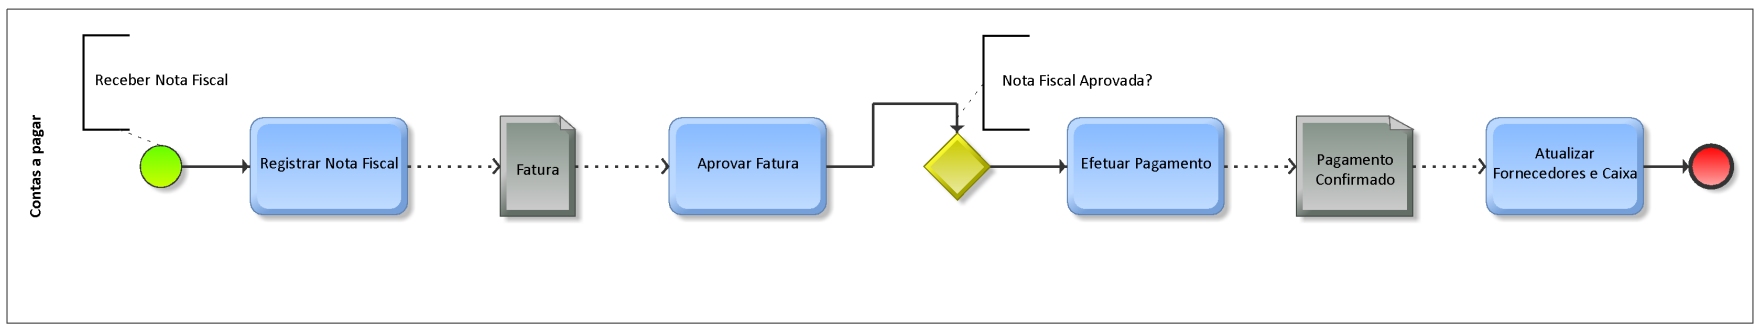 Contas a pagar
Receber Nota Fiscal
Registrar Nota Fiscal
Fatura
Aprovar Fatura
Nota Fiscal Aprovada?
Efetuar Pagamento
Pagamento
Confirmado
Atualizar
Fornecedores e Caixa